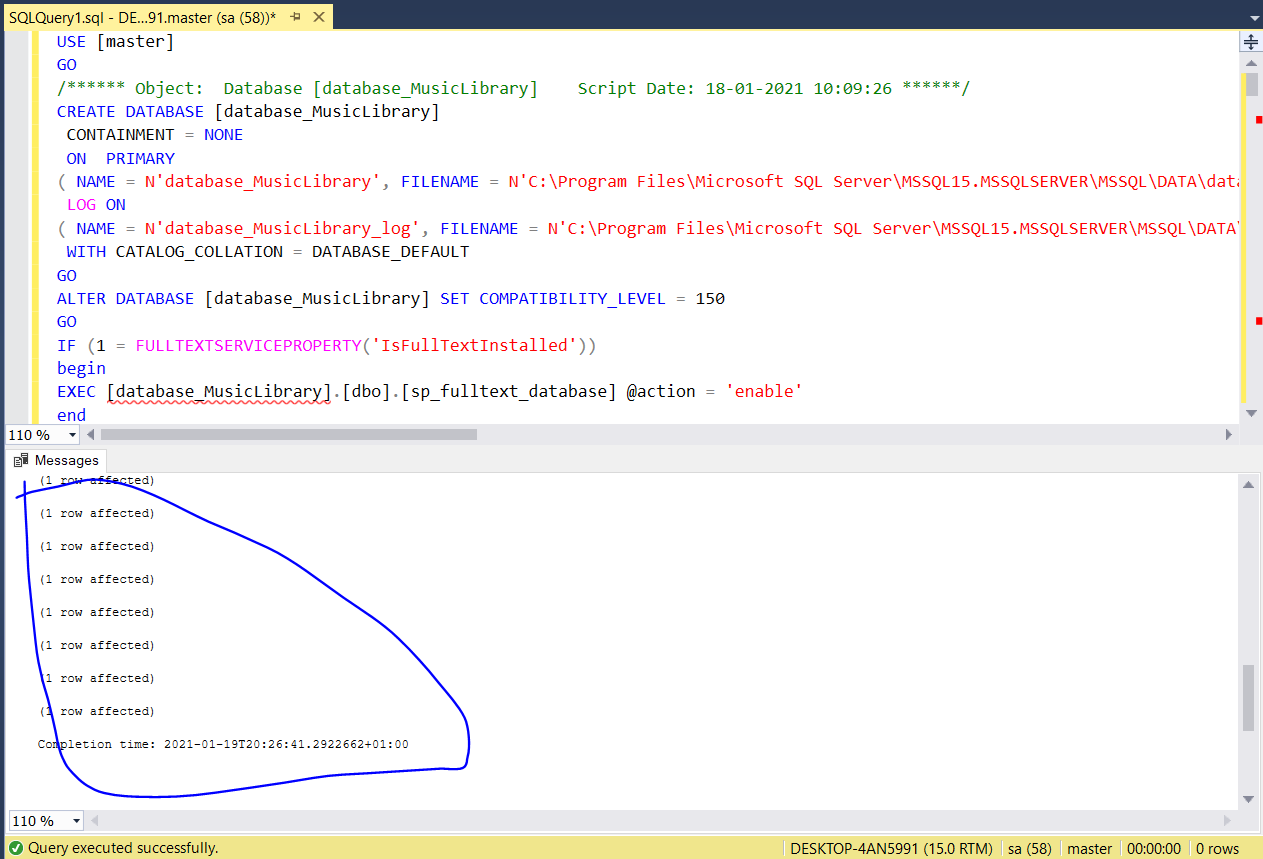 SQLQuery1.sql - DE...91.master (sa (58))*
USE [master]
GO
/****** Object:  Database [database_MusicLibrary]    Script Date: 18-01-2021 10:09:26 ******/
CREATE DATABASE [database_MusicLibrary]
 CONTAINMENT = NONE
 ON  PRIMARY
( NAME = N'database_MusicLibrary', FILENAME = N'C:\Program Files\Microsoft SQL Server\MSSQL15.MSSQLSERVER\MSSQL\DATA\data
 LOG ON
( NAME = N'database_MusicLibrary_log', FILENAME = N'C:\Program Files\Microsoft SQL Server\MSSQL15.MSSQLSERVER\MSSQL\DATA\
 WITH CATALOG_COLLATION = DATABASE_DEFAULT
GO
ALTER DATABASE [database_MusicLibrary] SET COMPATIBILITY_LEVEL = 150
GO
IF (1 = FULLTEXTSERVICEPROPERTY('IsFullTextInstalled'))
begin
EXEC [database_MusicLibrary].[dbo].[sp_fulltext_database] @action = 'enable'
end
110 %
Messages
(1 row affected)
(1 row affected)
(1 row affected)
(1 row affected)
(1 row affected)
(1 row affected)
(1 row affected)
(1 row affected)
Completion time: 2021-01-19T20:26:41.2922662+01:00
110 %
Query executed successfully. DESKTOP-4AN5991 (15.0 RTM) sa (58) master 00:00:00 0 rows